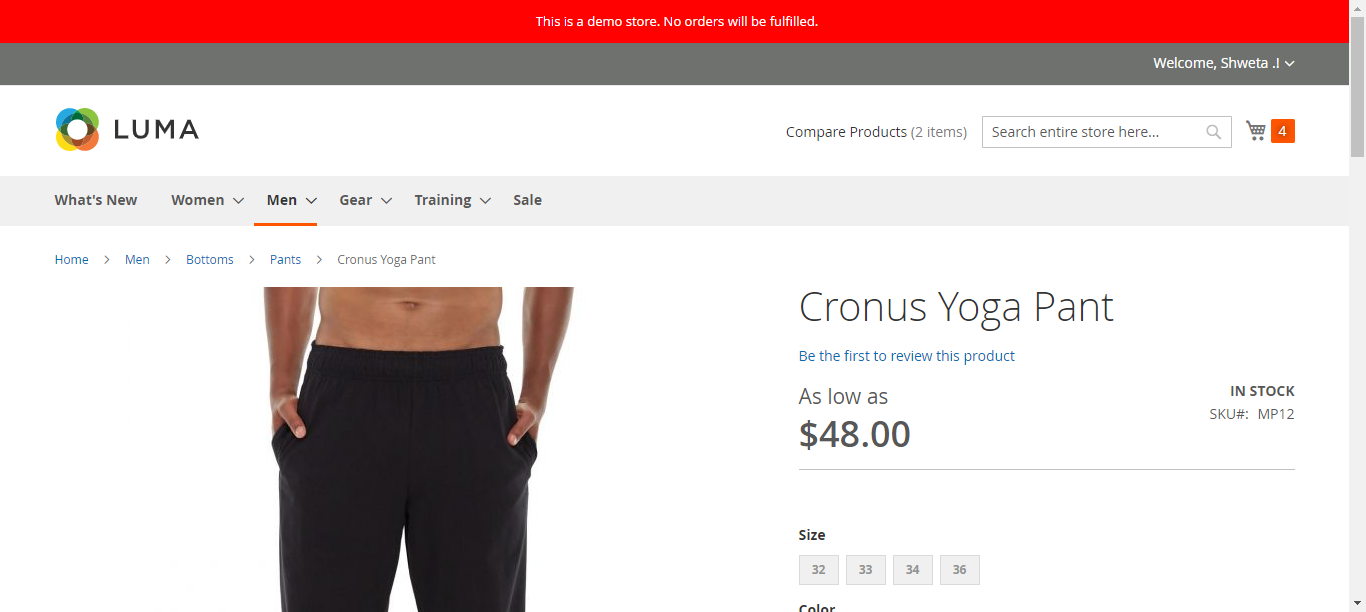 This is a demo store. No orders will be fulfilled.
Welcome, Shweta .!
LUMA
Compare Products (2 items)
Search entire store here...
4
What's New Women Men Gear Training Sale
Home Men Bottoms Pants Cronus Yoga Pant
Cronus Yoga Pant
Be the first to review this product
As low as
$48.00
IN STOCK
SKU#: MP12
Size
32 33 34 36
Color